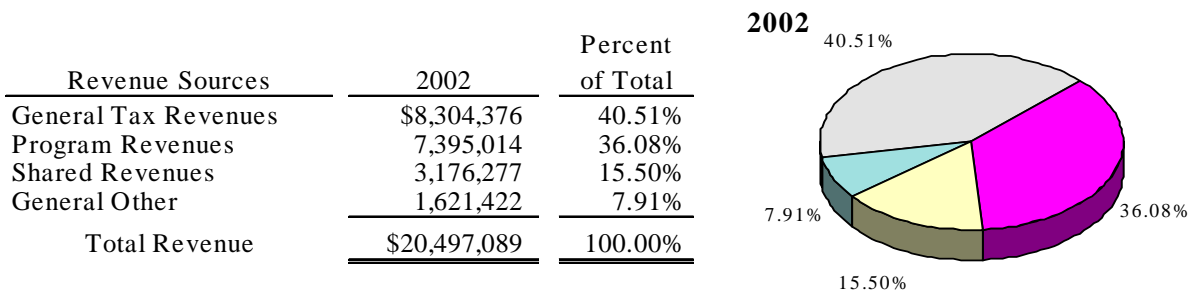 Percent
Revenue Sources 2002 of Total
General Tax Revenues $8,304,376 40.51%
Program Revenues 7,395,014 36.08%
Shared Revenues 3,176,277 15.50%
General Other 1,621,422 7.91%
Total Revenue $20,497,089 100.00%
2002
40.51%
7.91%
36.08%
15.50%